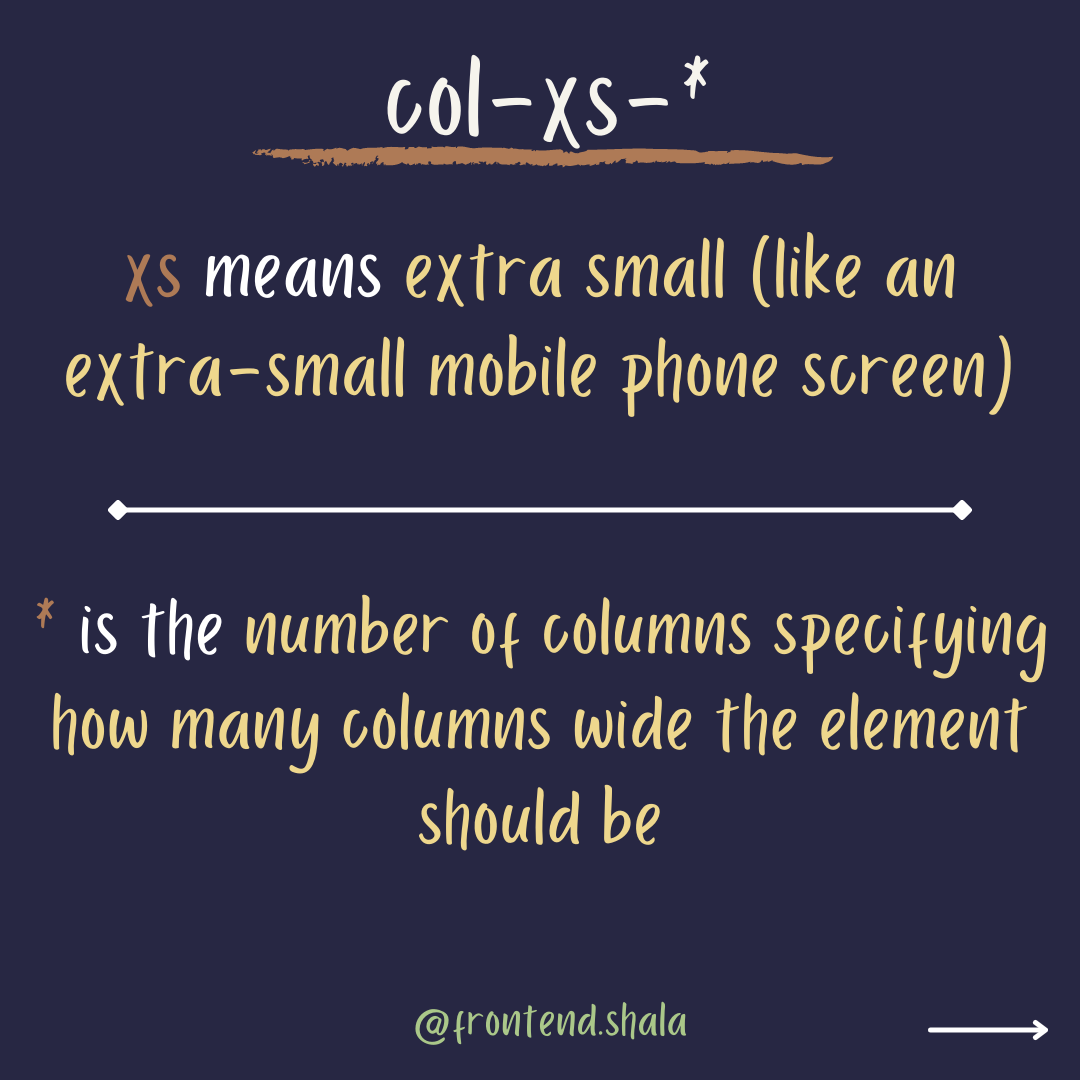 col-xs-*
xs means extra small (like an
extra-small mobile phone screen)
* is the number of columns specifying
how many columns wide the element
should be
@frontend.shala